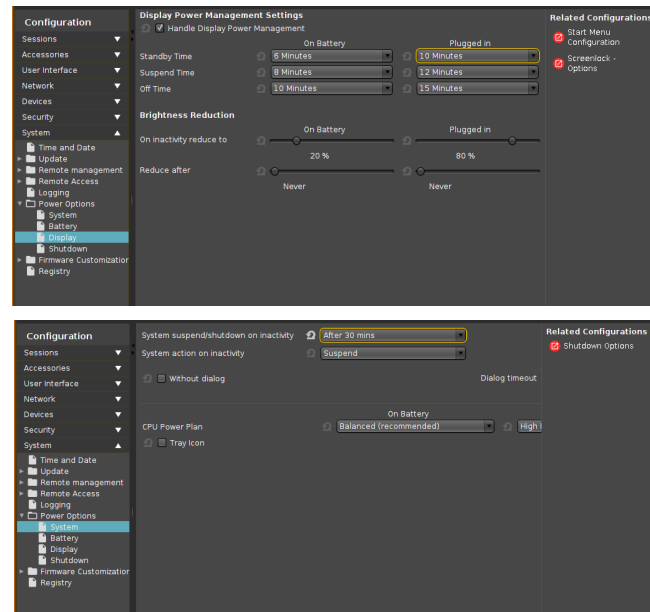 Configuration
Sessions
Accessories
User Interface
Network
Devices
Security
System
Time and Date
Update
Remote management
Remote Access
Logging
Power Options
System
Battery
Display
Shutdown
Firmware Customization
Registry
Display Power Management Settings
Handle Display Power Management
On Battery Plugged in
Standby Time 6 Minutes 10 Minutes
Suspend Time 8 Minutes 12 Minutes
Off Time 10 Minutes 15 Minutes
Brightness Reduction
On Battery Plugged in
On inactivity reduce to
20 % 80 %
Reduce after
Never Never
Related Configurations
Start Menu
Configuration
Screenlock -
Options
Configuration
Sessions
Accessories
User Interface
Network
Devices
Security
System
Time and Date
Update
Remote management
Remote Access
Logging
Power Options
System
Battery
Display
Shutdown
Firmware Customization
Registry
System suspend/shutdown on inactivity After 30 mins
System action on inactivity Suspend
Without dialog Dialog timeout
On Battery
CPU Power Plan Balanced (recommended) High
Tray Icon
Related Configurations
Shutdown Options